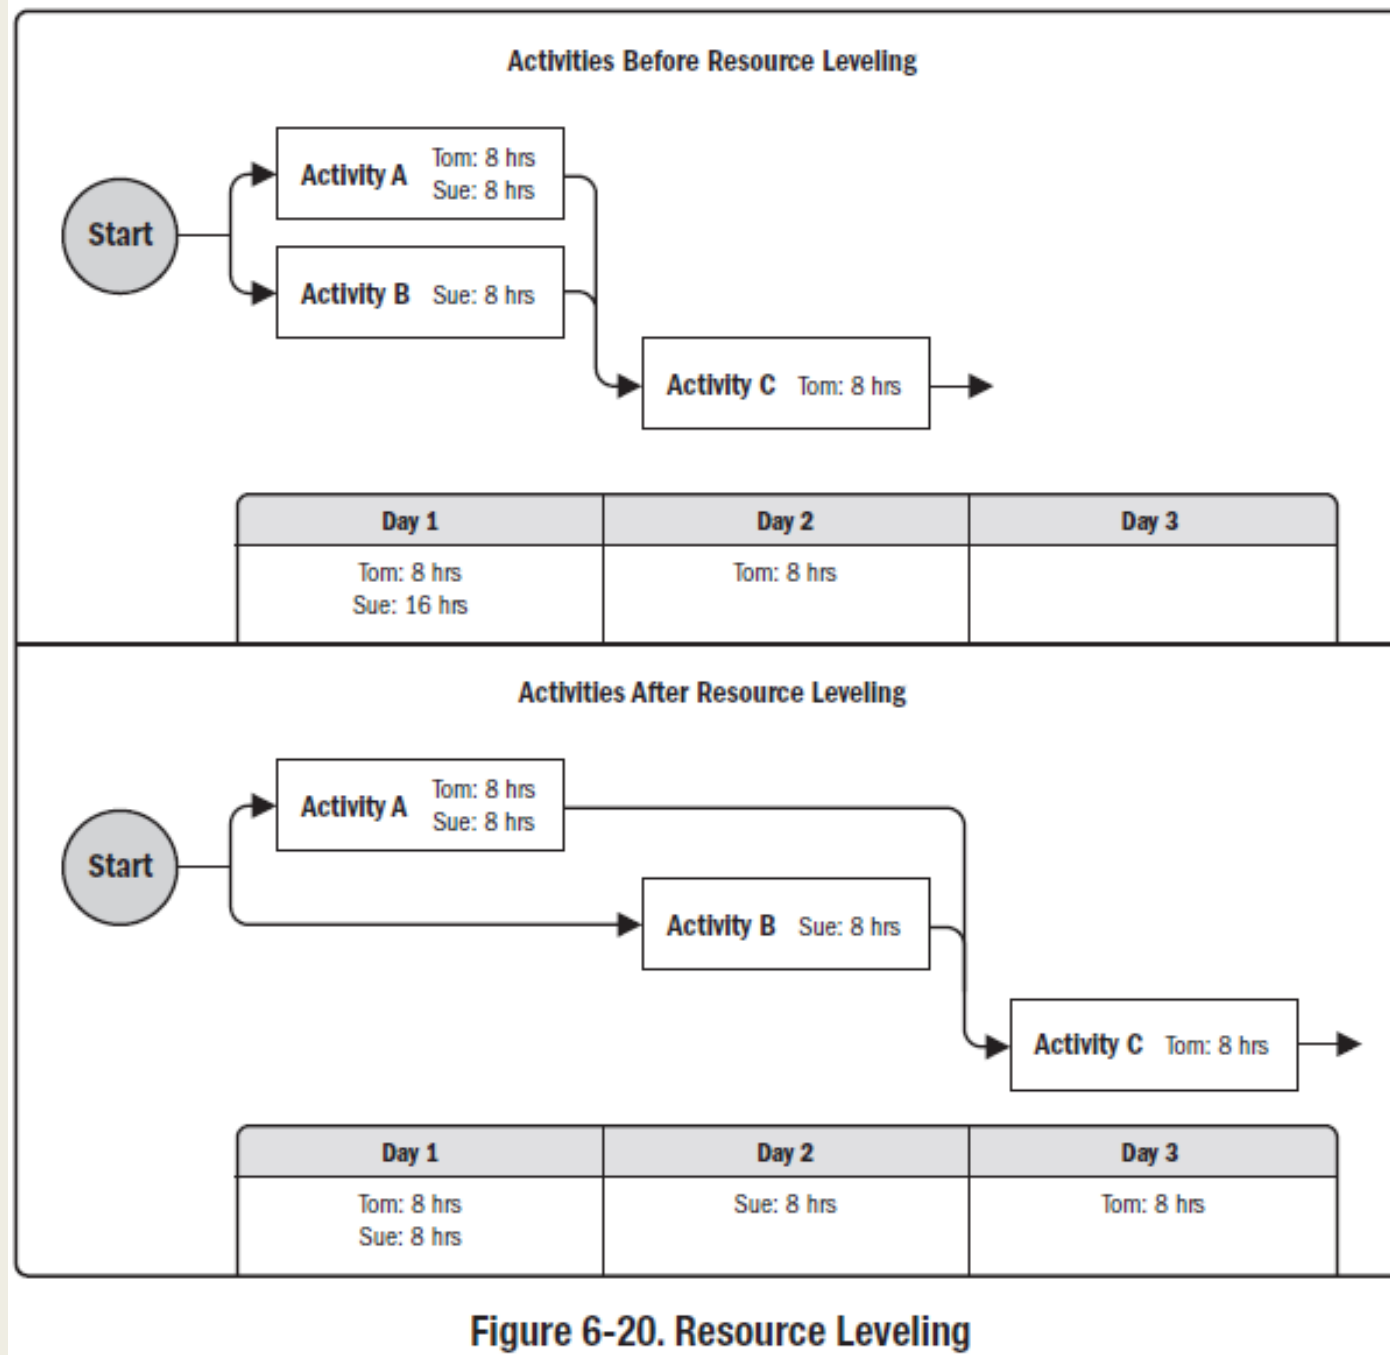 Activities Before Resource Leveling
Start
Activity A
Tom: 8 hrs
Sue: 8 hrs
Activity B Sue: 8 hrs
Activity C Tom: 8 hrs
Day 1 Day 2 Day 3
Tom: 8 hrs Tom: 8 hrs
Sue: 16 hrs
Activities After Resource Leveling
Start
Activity A
Tom: 8 hrs
Sue: 8 hrs
Activity B Sue: 8 hrs
Activity C Tom: 8 hrs
Day 1 Day 2 Day 3
Tom: 8 hrs Sue: 8 hrs Tom: 8 hrs
Sue: 8 hrs
Figure 6-20. Resource Leveling